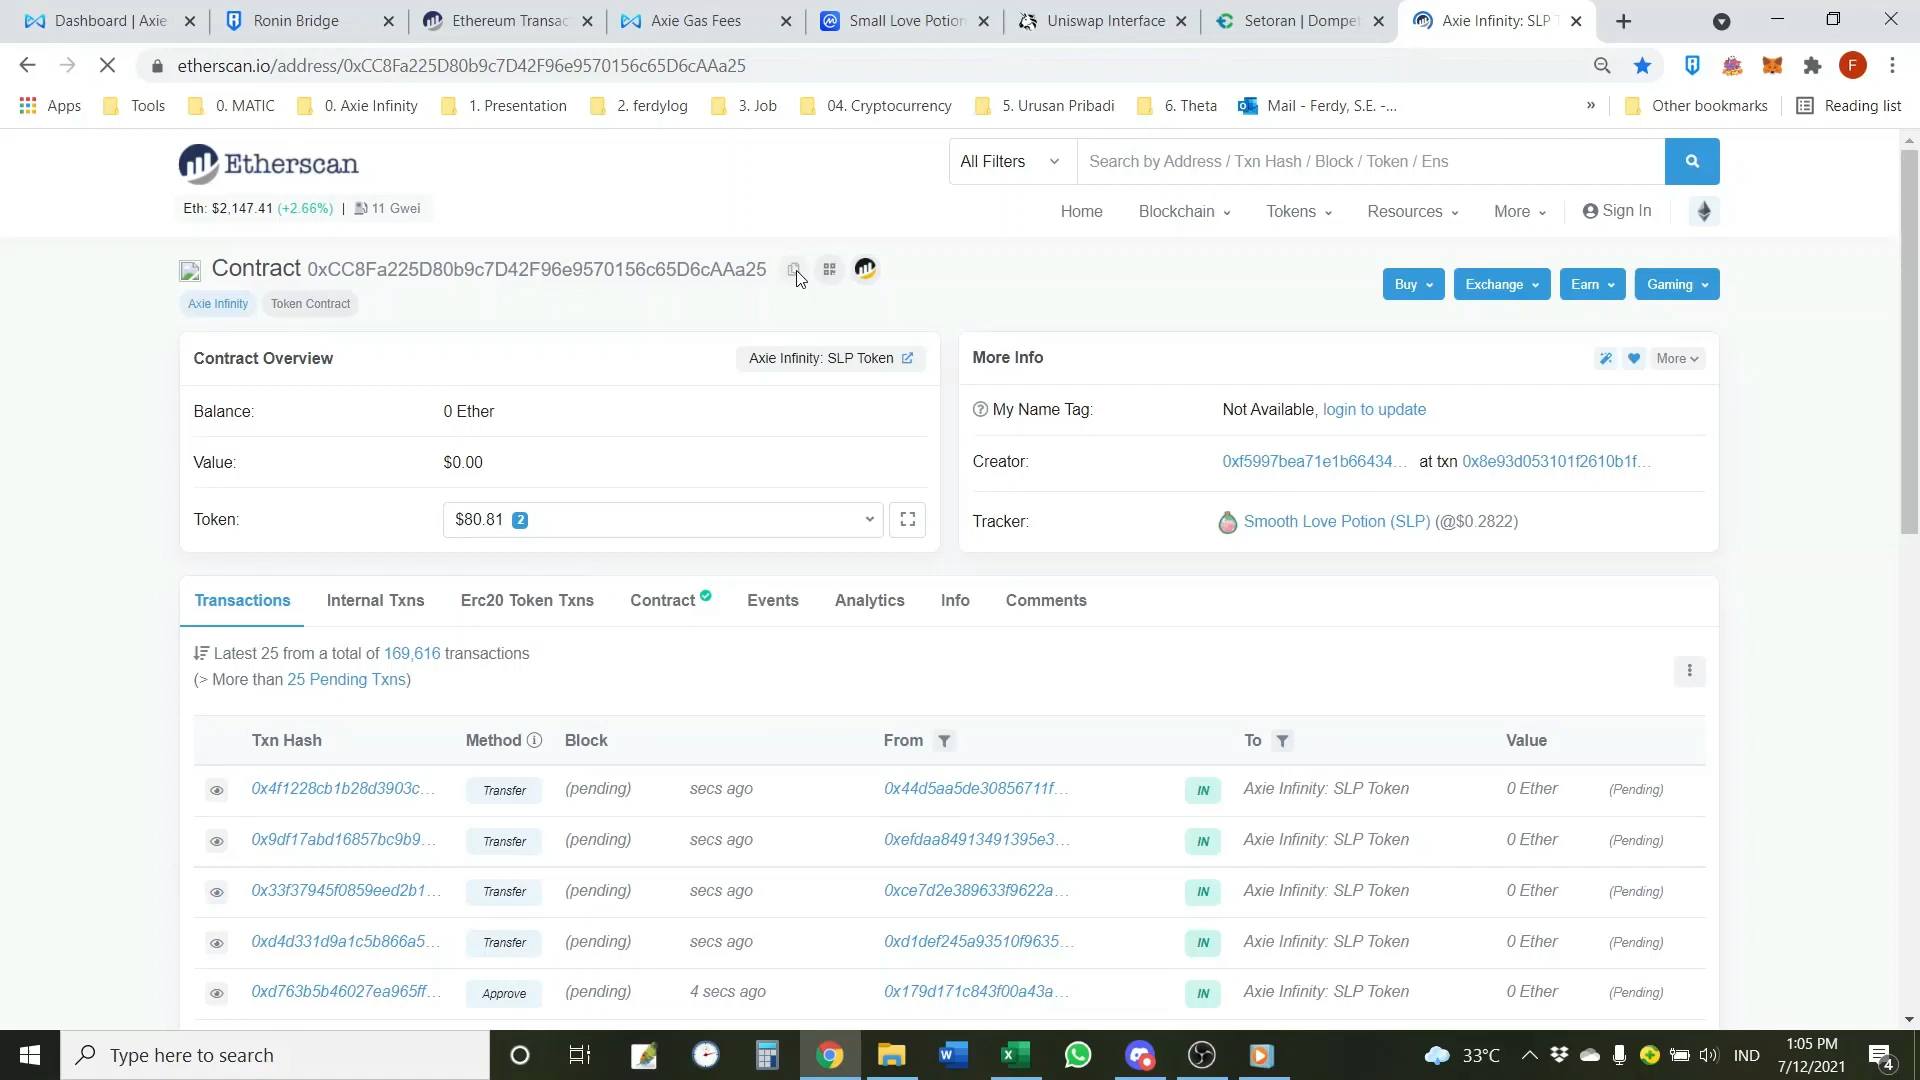 Dashboard | Axie
Ronin Bridge
Ethereum Transac
Axie Gas Fees
Small Love Potion
Uniswap Interface
Setoran | Dompet
Axie Infinity: SLP T
etherscan.io/address/0xCC8Fa225D80b9c7D42F96e9570156c65D6cAAa25
F
Apps
Tools
0. MATIC
0. Axie Infinity
1. Presentation
2. ferdylog
3. Job
04. Cryptocurrency
5. Urusan Pribadi
6. Theta
Mail - Ferdy, S.E. -...
»
Other bookmarks
Reading list
Etherscan
All Filters
Search by Address / Txn Hash / Block / Token / Ens
Eth: $2,147.41 (+2.66%) | 11 Gwei
Home
Blockchain
Tokens
Resources
More
Sign In
Contract 0xCC8Fa225D80b9c7D42F96e9570156c65D6cAAa25
Buy
Exchange
Earn
Gaming
Axie Infinity
Token Contract
Contract Overview
Axie Infinity: SLP Token
Balance:
0 Ether
Value:
$0.00
Token:
$80.81 2
More Info
More
My Name Tag:
Not Available, login to update
Creator:
0xf5997bea71e1b66434... at txn 0x8e93d053101f2610b1f...
Tracker:
Smooth Love Potion (SLP) (@$0.2822)
Transactions
Internal Txns
Erc20 Token Txns
Contract
Events
Analytics
Info
Comments
Latest 25 from a total of 169,616 transactions
(> More than 25 Pending Txns)
Txn Hash
Method
Block
From
To
Value
0x4f1228cb1b28d3903c... Transfer (pending) secs ago 0x44d5aa5de30856711f... IN Axie Infinity: SLP Token 0 Ether (Pending)
0x9df17abd16857bc9b9... Transfer (pending) secs ago 0xefdaa84913491395e3... IN Axie Infinity: SLP Token 0 Ether (Pending)
0x33f37945f0859eed2b1... Transfer (pending) secs ago 0xce7d2e389633f9622a... IN Axie Infinity: SLP Token 0 Ether (Pending)
0xd4d331d9a1c5b866a5... Transfer (pending) secs ago 0xd1def245a93510f9635... IN Axie Infinity: SLP Token 0 Ether (Pending)
0xd763b5b46027ea965ff... Approve (pending) 4 secs ago 0x179d171c843f00a43a... IN Axie Infinity: SLP Token 0 Ether (Pending)
Type here to search
33°C
IND
1:05 PM
7/12/2021
4